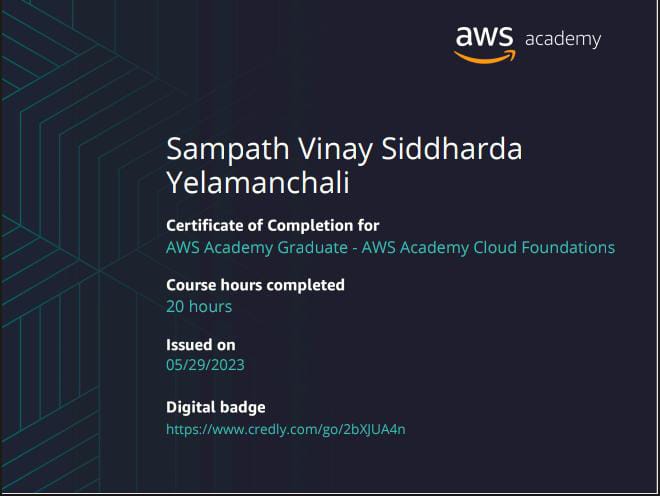 aws academy
Sampath Vinay Siddharda
Yelamanchali
Certificate of Completion for
AWS Academy Graduate - AWS Academy Cloud Foundations
Course hours completed
20 hours
Issued on
05/29/2023
Digital badge
https://www.credly.com/go/2bXJUA4n